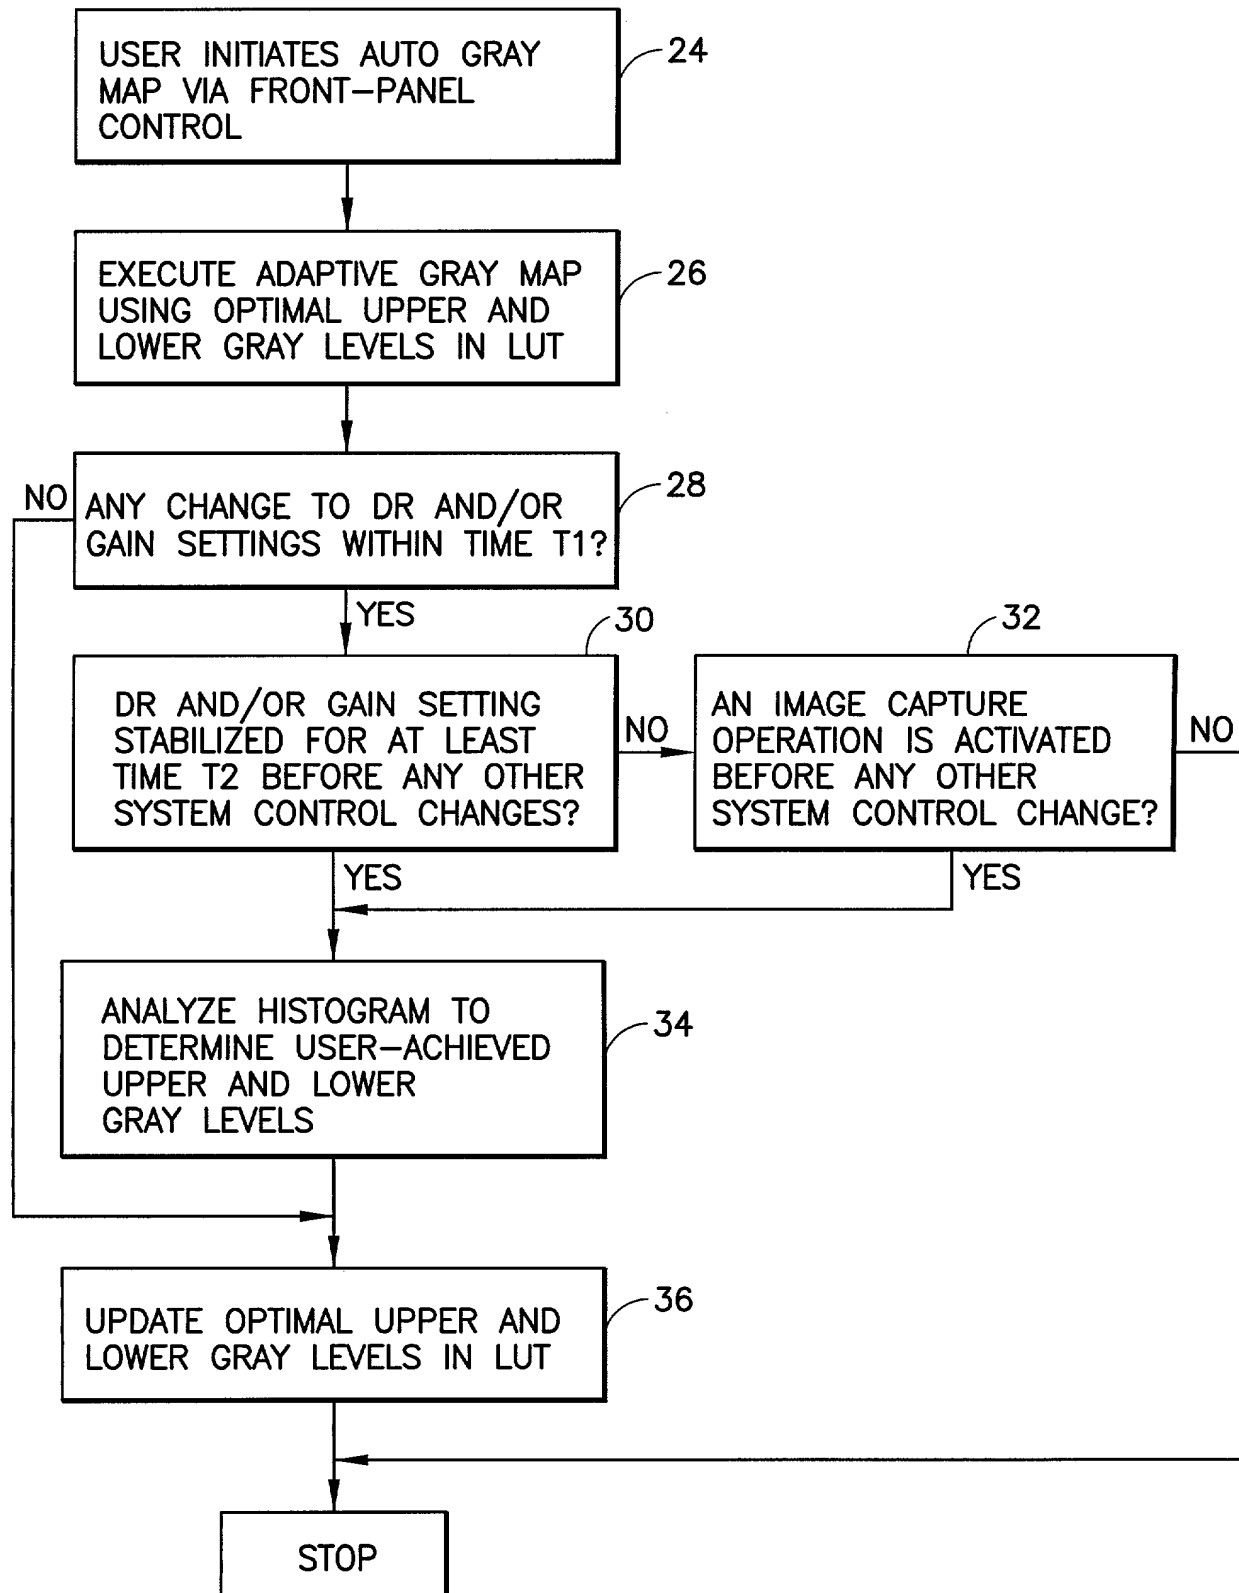 USER INITIATES AUTO GRAY
MAP VIA FRONT-PANEL
CONTROL
24
EXECUTE ADAPTIVE GRAY MAP
USING OPTIMAL UPPER AND
LOWER GRAY LEVELS IN LUT
26
NO
ANY CHANGE TO DR AND/OR
GAIN SETTINGS WITHIN TIME T1?
28
YES
30
DR AND/OR GAIN SETTING
STABILIZED FOR AT LEAST
TIME T2 BEFORE ANY OTHER
SYSTEM CONTROL CHANGES?
NO
32
AN IMAGE CAPTURE
OPERATION IS ACTIVATED
BEFORE ANY OTHER
SYSTEM CONTROL CHANGE?
NO
YES
YES
ANALYZE HISTOGRAM TO
DETERMINE USER-ACHIEVED
UPPER AND LOWER
GRAY LEVELS
34
UPDATE OPTIMAL UPPER AND
LOWER GRAY LEVELS IN LUT
36
STOP